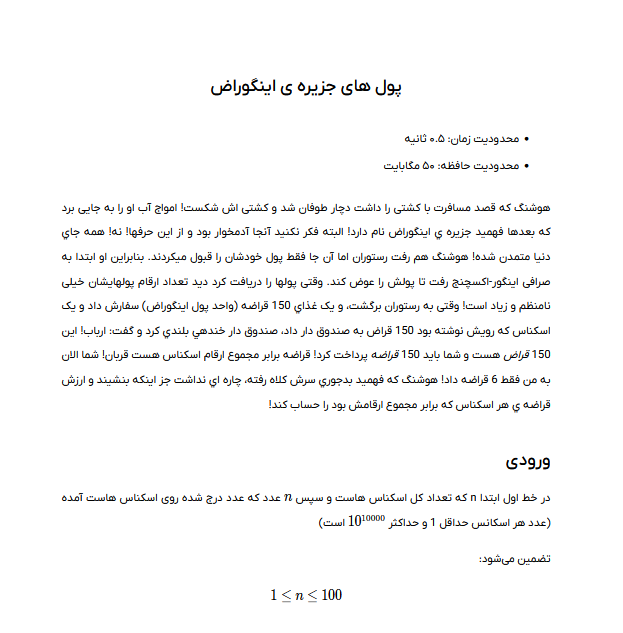 پول های جزیره ی اینگوراض
محدودیت زمان: ۰.۵ ثانیه
محدودیت حافظه: ۵۰ مگابایت
هوشنگ که قصد مسافرت با کشتی را داشت دچار طوفان شد و کشتی اش شکست! امواج آب او را به جایی برد
که بعدها فهمید جزیره ي اینگوراض نام دارد! البته فکر نکنید آنجا آدمخوار بود و از این حرفها! نه! همه جاي
دنیا متمدن شده! هوشنگ هم رفت رستوران اما آن جا فقط پول خودشان را قبول میکردند. بنابراین او ابتدا به
صرافی اینگور-اکسچنج رفت تا پولش را عوض کند. وقتی پولها را دریافت کرد دید تعداد ارقام پولهایشان خیلی
نامنظم و زیاد است! وقتی به رستوران برگشت، و یک غذاي 150 قراضه (واحد پول اینگوراض) سفارش داد و یک
اسکناس که رویش نوشته بود 150 قراض به صندوق دار داد، صندوق دار خندهي بلندي کرد و گفت: ارباب! این
150 قراض هست و شما باید 150 قراضه پرداخت کرد! قراضه برابر مجموع ارقام اسکناس هست قربان! شما الان
به من فقط 6 قراضه داد! هوشنگ که فهمید بدجوري سرش کلاه رفته، چاره اي نداشت جز اینکه بنشیند و ارزش
قراضه ي هر اسکناس که برابر مجموع ارقامش بود را حساب کند!
ورودی
در خط اول ابتدا n که تعداد کل اسکناس هاست و سپس n عدد که عدد درج شده روی اسکناس هاست آمده
(عدد هر اسکانس حداقل 1 و حداکثر 10^10000 است)
تضمین می‌شود:
1 ≤ n ≤ 100